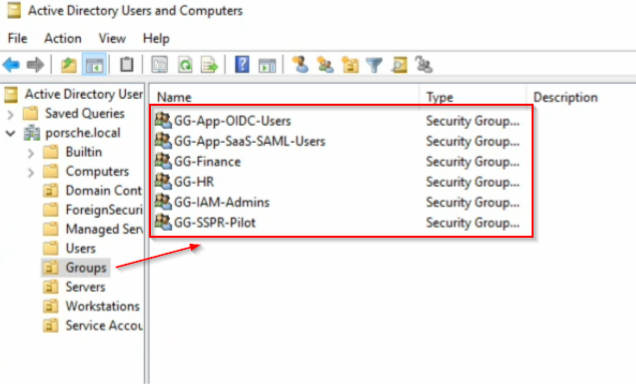 Active Directory Users and Computers
File Action View Help
Active Directory User
Saved Queries
porsche.local
Builtin
Computers
Domain Cont
ForeignSecuri
Managed Serv
Users
Groups
Servers
Workstations
Service Accou
Name Type Description
GG-App-OIDC-Users Security Group...
GG-App-SaaS-SAML-Users Security Group...
GG-Finance Security Group...
GG-HR Security Group...
GG-IAM-Admins Security Group...
GG-SSPR-Pilot Security Group...